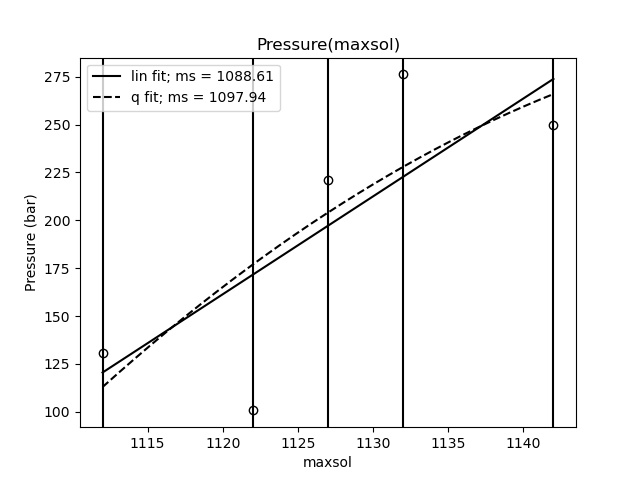 Pressure(maxsol)
lin fit; ms = 1088.61
q fit; ms = 1097.94
Pressure (bar)
275
250
225
200
175
150
125
100
1115 1120 1125 1130 1135 1140
maxsol